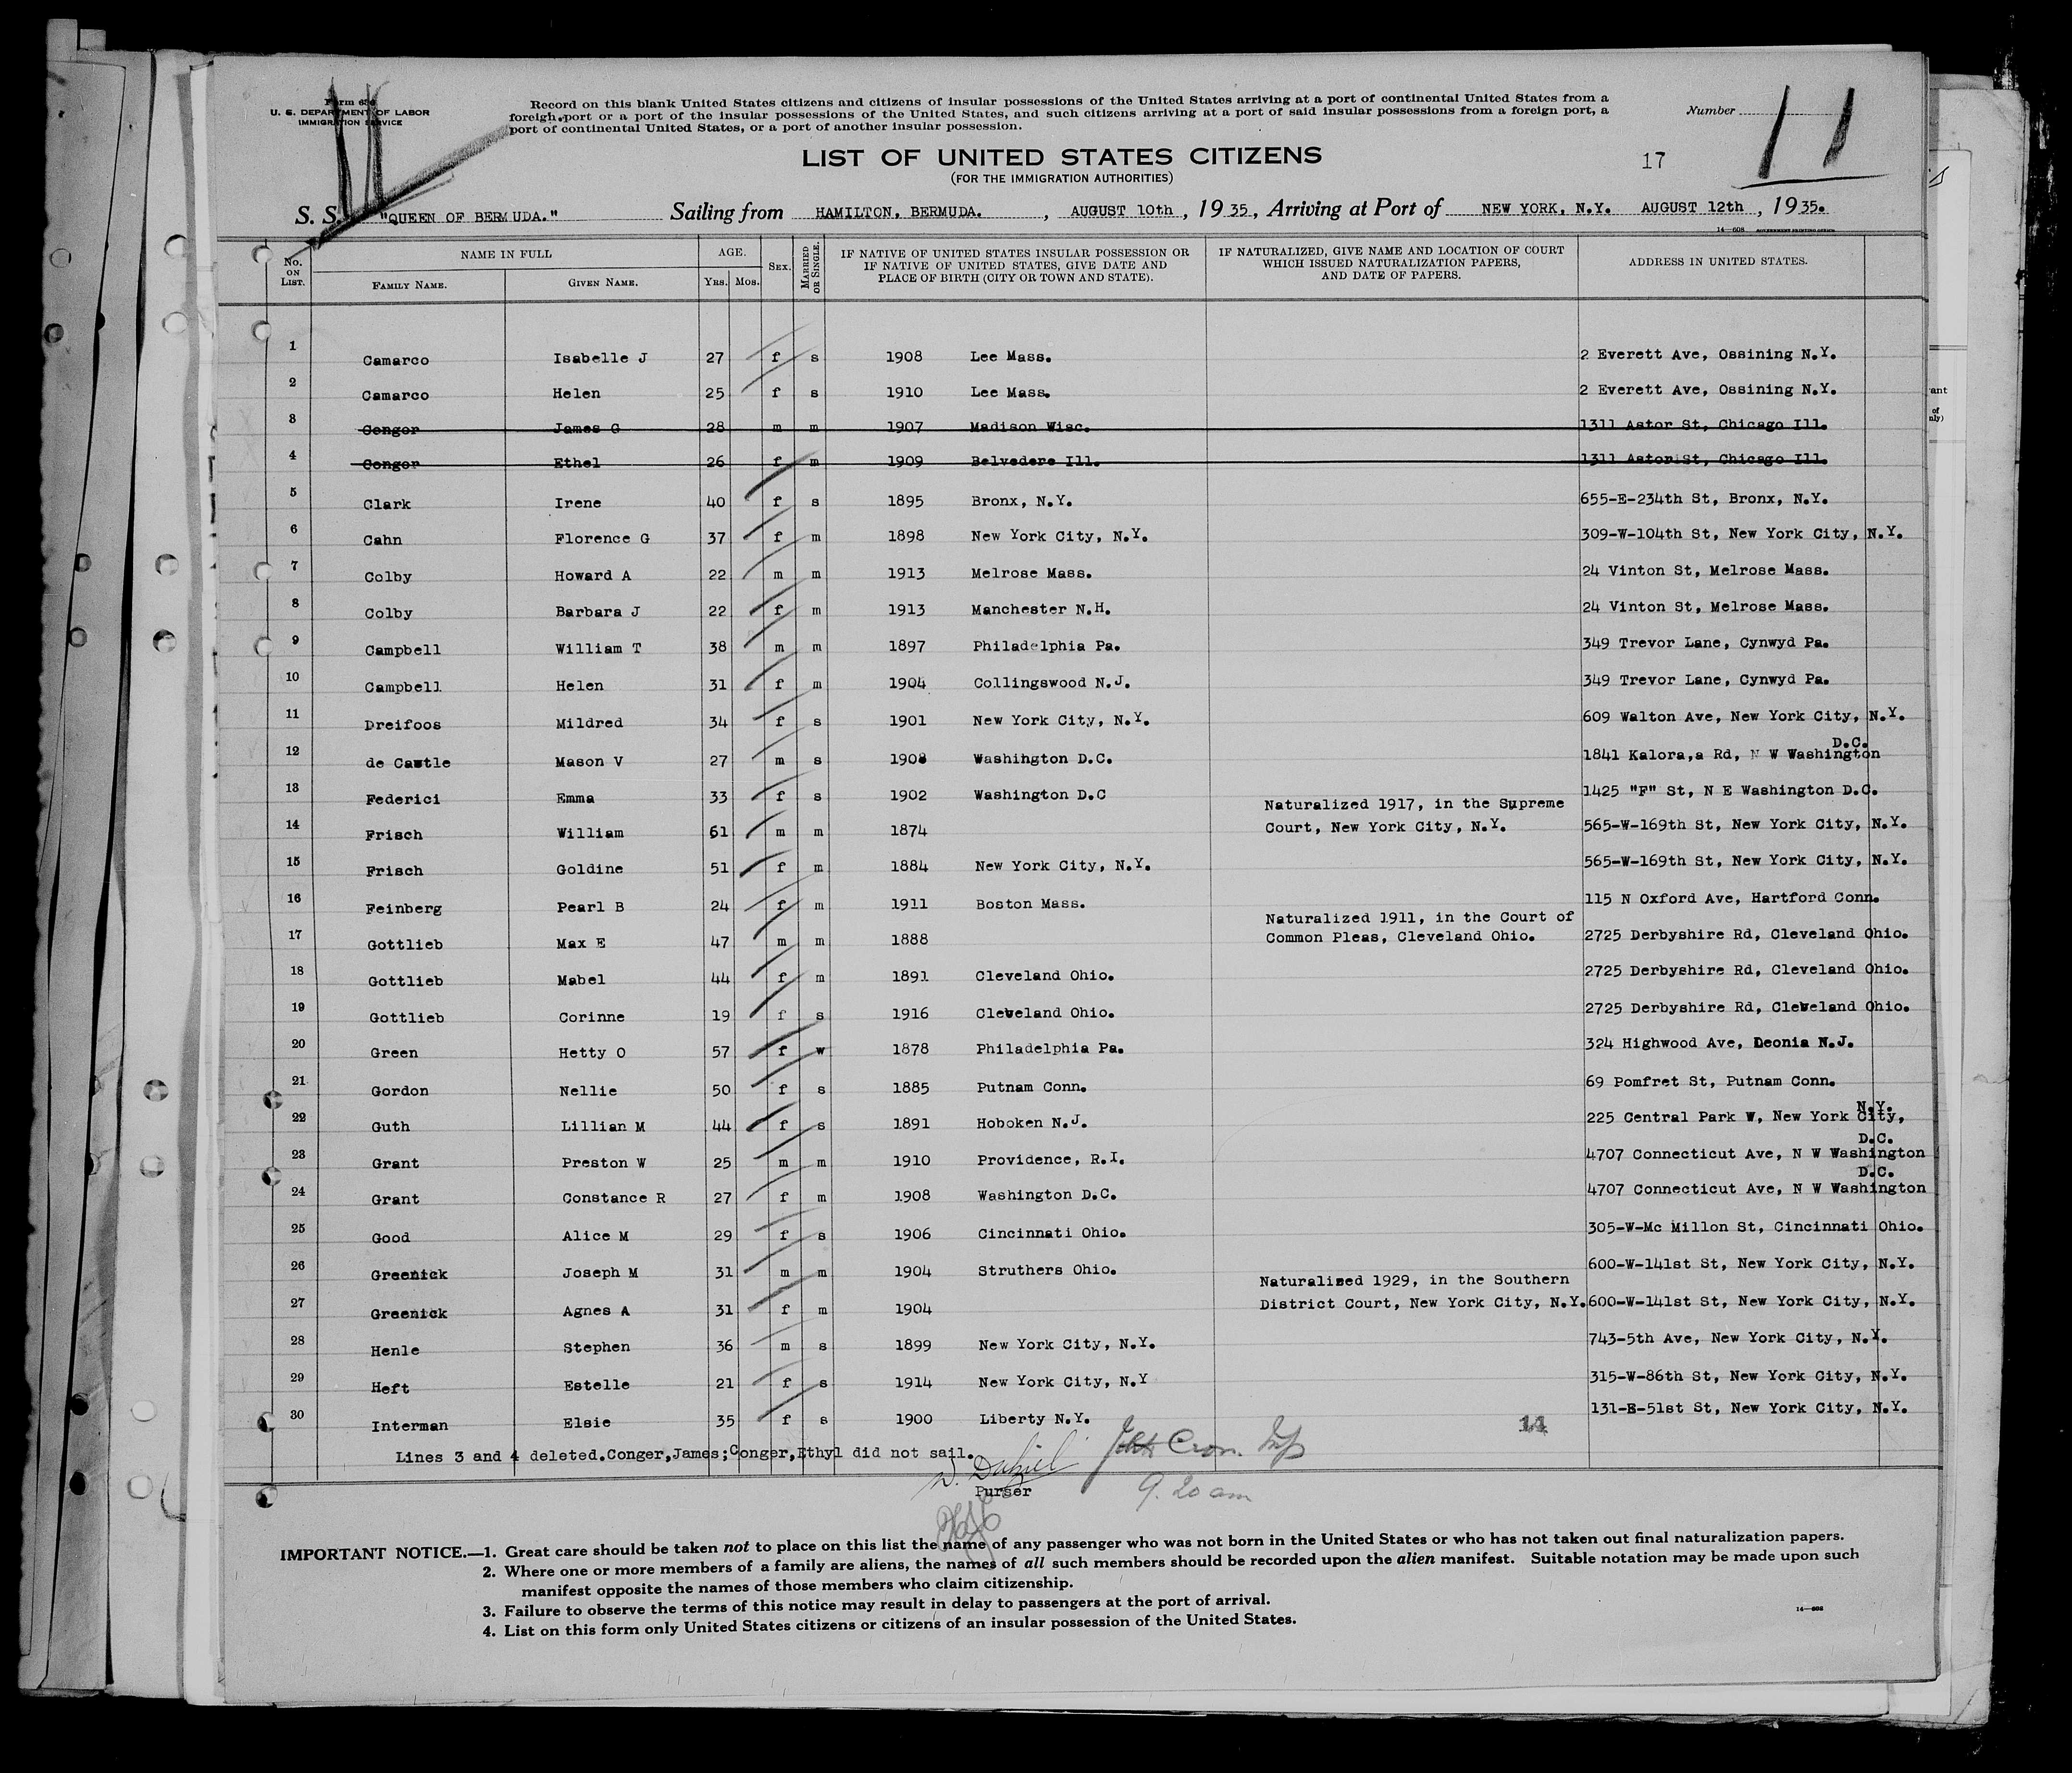 Form 630
U. S. DEPARTMENT OF LABOR
IMMIGRATION SERVICE
Record on this blank United States citizens and citizens of insular possessions of the United States arriving at a port of continental United States from a
foreign port or a port of the insular possessions of the United States, and such citizens arriving at a port of said insular possessions from a foreign port, a
port of continental United States, or a port of another insular possession.
Number 11
LIST OF UNITED STATES CITIZENS
(FOR THE IMMIGRATION AUTHORITIES)
17
S. S. "QUEEN OF BERMUDA." Sailing from HAMILTON, BERMUDA. , AUGUST 10th , 1935, Arriving at Port of NEW YORK, N.Y. AUGUST 12th , 1935.
14—608 GOVERNMENT PRINTING OFFICE
No. ON LIST. NAME IN FULL FAMILY NAME. GIVEN NAME. AGE. YRS. MOS. SEX. MARRIED OR SINGLE. IF NATIVE OF UNITED STATES INSULAR POSSESSION OR IF NATIVE OF UNITED STATES, GIVE DATE AND PLACE OF BIRTH (CITY OR TOWN AND STATE). IF NATURALIZED, GIVE NAME AND LOCATION OF COURT WHICH ISSUED NATURALIZATION PAPERS, AND DATE OF PAPERS. ADDRESS IN UNITED STATES.
1 Camarco Isabelle J 27 f s 1908 Lee Mass. 2 Everett Ave, Ossining N.Y.
2 Camarco Helen 25 f s 1910 Lee Mass. 2 Everett Ave, Ossining N.Y.
3 Congor James G 28 m m 1907 Madison Wisc. 1311 Astor St, Chicago Ill.
4 Congor Ethel 26 f m 1909 Belvedere Ill. 1311 Astor St, Chicago Ill.
5 Clark Irene 40 f s 1895 Bronx, N.Y. 655-E-234th St, Bronx, N.Y.
6 Cahn Florence G 37 f m 1898 New York City, N.Y. 309-W-104th St, New York City, N.Y.
7 Colby Howard A 22 m m 1913 Melrose Mass. 24 Vinton St, Melrose Mass.
8 Colby Barbara J 22 f m 1913 Manchester N.H. 24 Vinton St, Melrose Mass.
9 Campbell William T 38 m m 1897 Philadelphia Pa. 349 Trevor Lane, Cynwyd Pa.
10 Campbell Helen 31 f m 1904 Collingswood N.J. 349 Trevor Lane, Cynwyd Pa.
11 Dreifoos Mildred 34 f s 1901 New York City, N.Y. 609 Walton Ave, New York City, N.Y.
12 de Castle Mason V 27 m s 1908 Washington D.C. 1841 Kalora,a Rd, N W Washington D.C.
13 Federici Emma 33 f s 1902 Washington D.C 1425 "F" St, N E Washington D.C.
14 Frisch William 61 m m 1874 Naturalized 1917, in the Supreme Court, New York City, N.Y. 565-W-169th St, New York City, N.Y.
15 Frisch Goldine 51 f m 1884 New York City, N.Y. 565-W-169th St, New York City, N.Y.
16 Feinberg Pearl B 24 f m 1911 Boston Mass. 115 N Oxford Ave, Hartford Conn.
17 Gottlieb Max E 47 m m 1888 Naturalized 1911, in the Court of Common Pleas, Cleveland Ohio. 2725 Derbyshire Rd, Cleveland Ohio.
18 Gottlieb Mabel 44 f m 1891 Cleveland Ohio. 2725 Derbyshire Rd, Cleveland Ohio.
19 Gottlieb Corinne 19 f s 1916 Cleveland Ohio. 2725 Derbyshire Rd, Cleveland Ohio.
20 Green Hetty O 57 f w 1878 Philadelphia Pa. 324 Highwood Ave, Leonia N.J.
21 Gordon Nellie 50 f s 1885 Putnam Conn. 69 Pomfret St, Putnam Conn.
22 Guth Lillian M 44 f s 1891 Hoboken N.J. 225 Central Park W, New York City, N.Y.
23 Grant Preston W 25 m m 1910 Providence, R.I. 4707 Connecticut Ave, N W Washington D.C.
24 Grant Constance R 27 f m 1908 Washington D.C. 4707 Connecticut Ave, N W Washington D.C.
25 Good Alice M 29 f s 1906 Cincinnati Ohio. 305-W-Mc Millon St, Cincinnati Ohio.
26 Greenick Joseph M 31 m m 1904 Struthers Ohio. 600-W-141st St, New York City, N.Y.
27 Greenick Agnes A 31 f m 1904 Naturalised 1929, in the Southern District Court, New York City, N.Y. 600-W-141st St, New York City, N.Y.
28 Henle Stephen 36 m s 1899 New York City, N.Y. 743-5th Ave, New York City, N.Y.
29 Heft Estelle 21 f s 1914 New York City, N.Y 315-W-86th St, New York City, N.Y.
30 Interman Elsie 35 f s 1900 Liberty N.Y. 131-E-51st St, New York City, N.Y.
14
Lines 3 and 4 deleted.Conger,James;Conger,Ethyl did not sail.
Purser
9.20 am
IMPORTANT NOTICE.—1. Great care should be taken not to place on this list the name of any passenger who was not born in the United States or who has not taken out final naturalization papers.
2. Where one or more members of a family are aliens, the names of all such members should be recorded upon the alien manifest. Suitable notation may be made upon such
manifest opposite the names of those members who claim citizenship.
3. Failure to observe the terms of this notice may result in delay to passengers at the port of arrival.
4. List on this form only United States citizens or citizens of an insular possession of the United States.
14—608